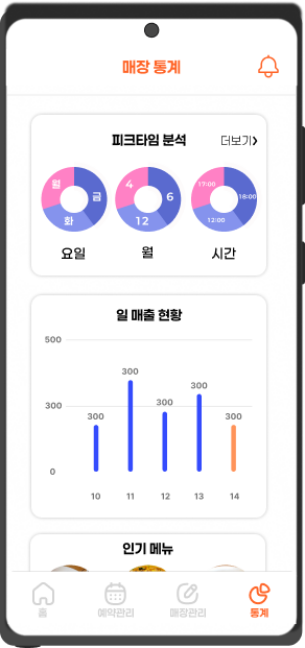 매장 통계
피크타임 분석 더보기>
월 금 화
4 6 12
17:00 18:00 12:00
요일 월 시간
일 매출 현황
500
300
300
300
300
300
300
0
10 11 12 13 14
인기 메뉴
홈 예약관리 매장관리 통계